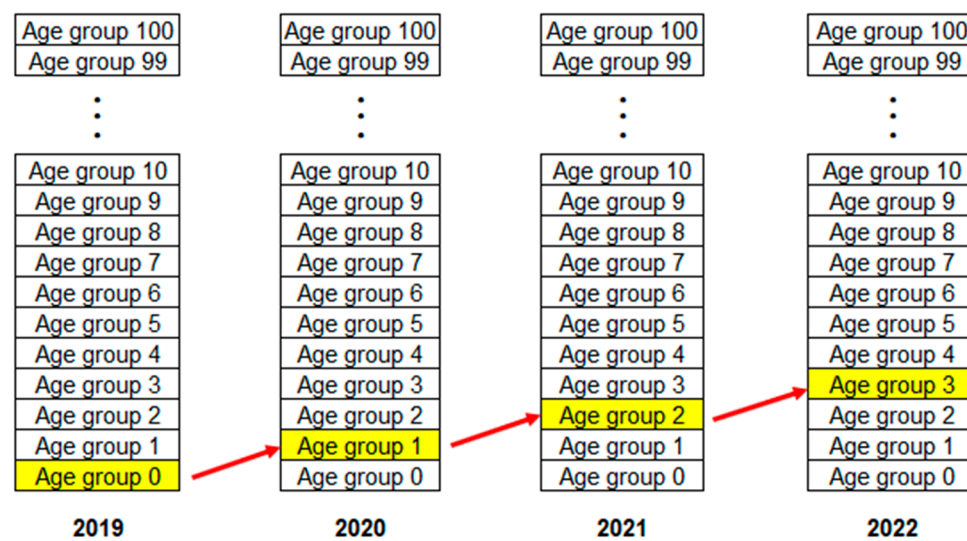 Age group 100
Age group 99
Age group 10
Age group 9
Age group 8
Age group 7
Age group 6
Age group 5
Age group 4
Age group 3
Age group 2
Age group 1
Age group 0
2019
Age group 100
Age group 99
Age group 10
Age group 9
Age group 8
Age group 7
Age group 6
Age group 5
Age group 4
Age group 3
Age group 2
Age group 1
Age group 0
2020
Age group 100
Age group 99
Age group 10
Age group 9
Age group 8
Age group 7
Age group 6
Age group 5
Age group 4
Age group 3
Age group 2
Age group 1
Age group 0
2021
Age group 100
Age group 99
Age group 10
Age group 9
Age group 8
Age group 7
Age group 6
Age group 5
Age group 4
Age group 3
Age group 2
Age group 1
Age group 0
2022